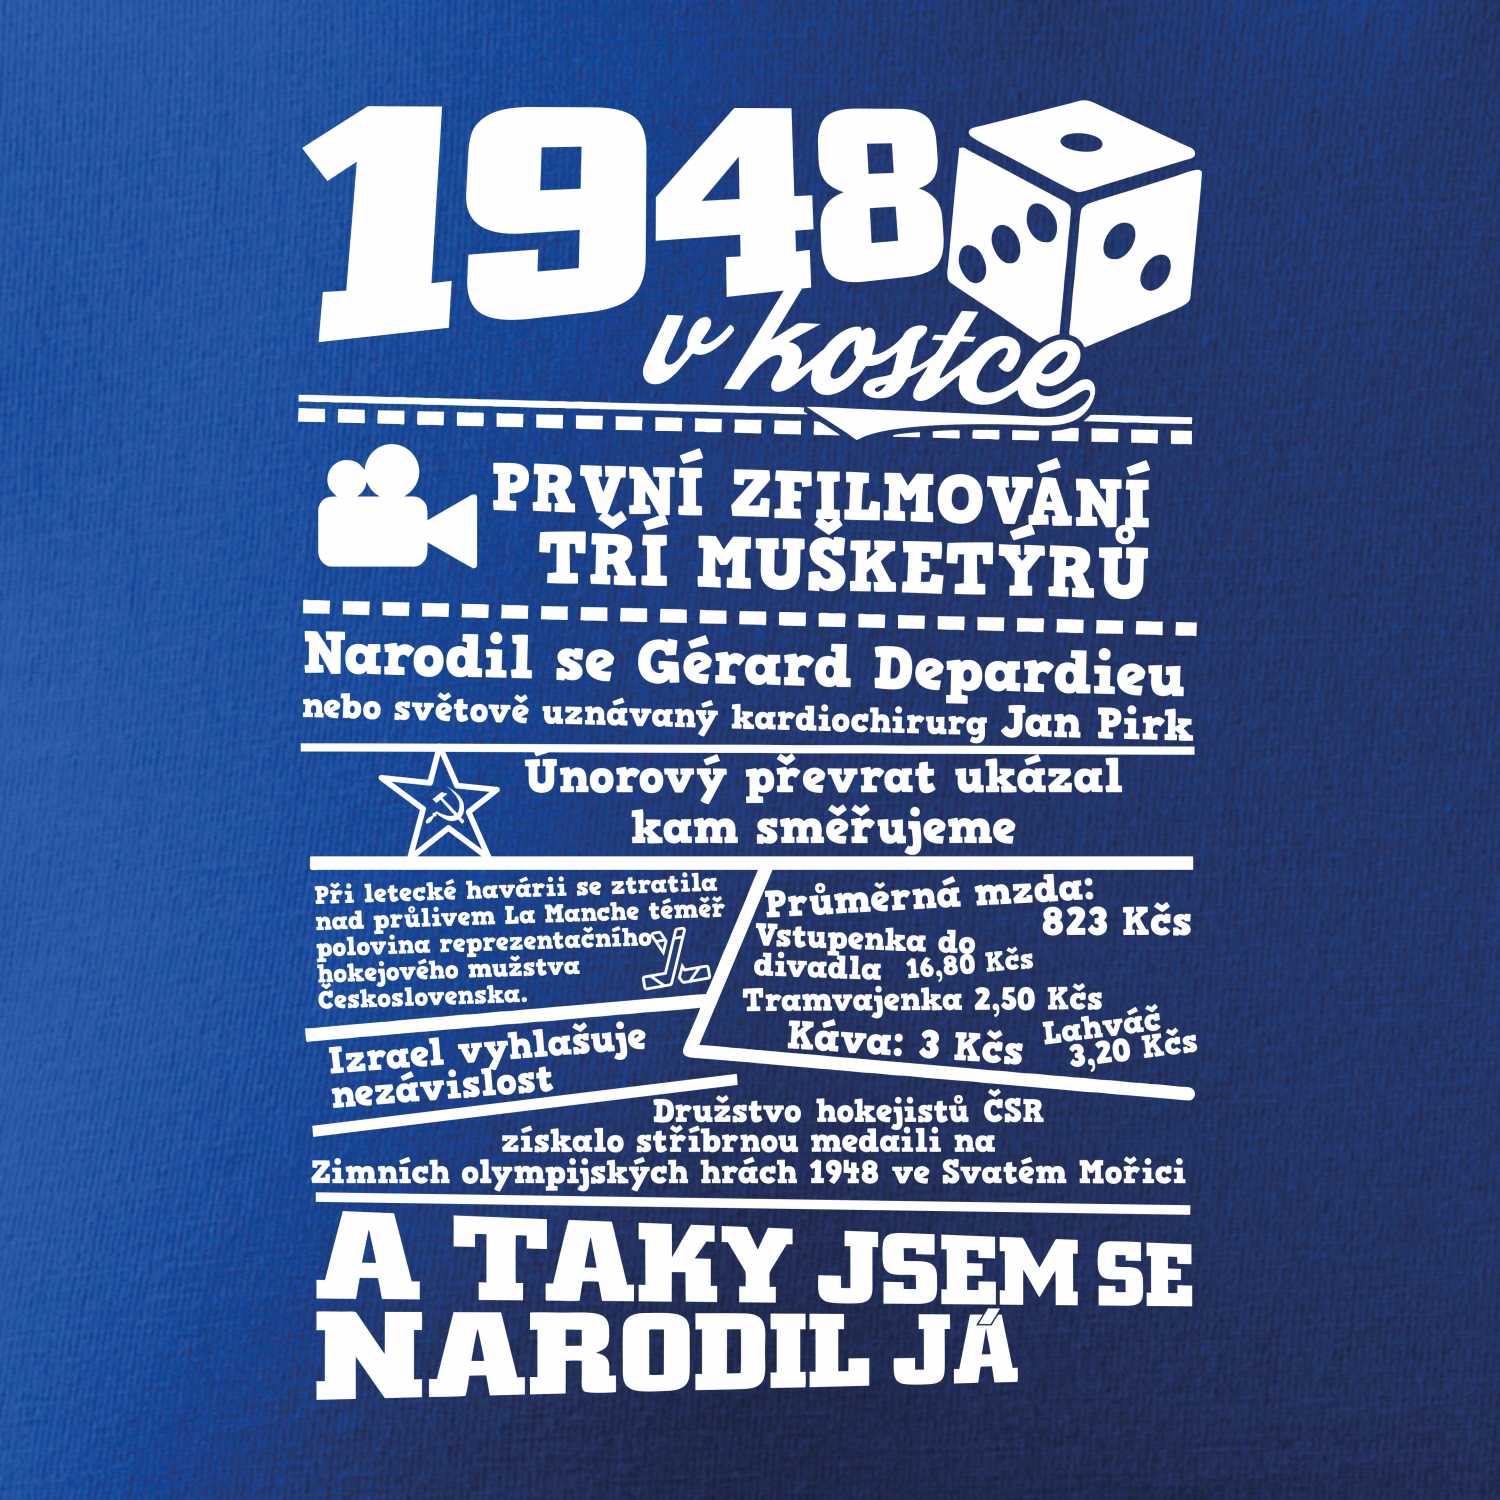 1948
v kostce
PRVNÍ ZFILMOVÁNÍ
TŘÍ MUŠKETÝRŮ
Narodil se Gérard Depardieu
nebo světově uznávaný kardiochirurg Jan Pirk
Únorový převrat ukázal
kam směřujeme
Při letecké havárii se ztratila
nad průlivem La Manche téměř
polovina reprezentačního
hokejového mužstva
Československa.
Průměrná mzda:
823 Kčs
Vstupenka do
divadla 16,80 Kčs
Tramvajenka 2,50 Kčs
Káva: 3 Kčs
Lahváč
3,20 Kčs
Izrael vyhlašuje
nezávislost
Družstvo hokejistů ČSR
získalo stříbrnou medaili na
Zimních olympijských hrách 1948 ve Svatém Mořici
A TAKY JSEM SE
NARODIL JÁ